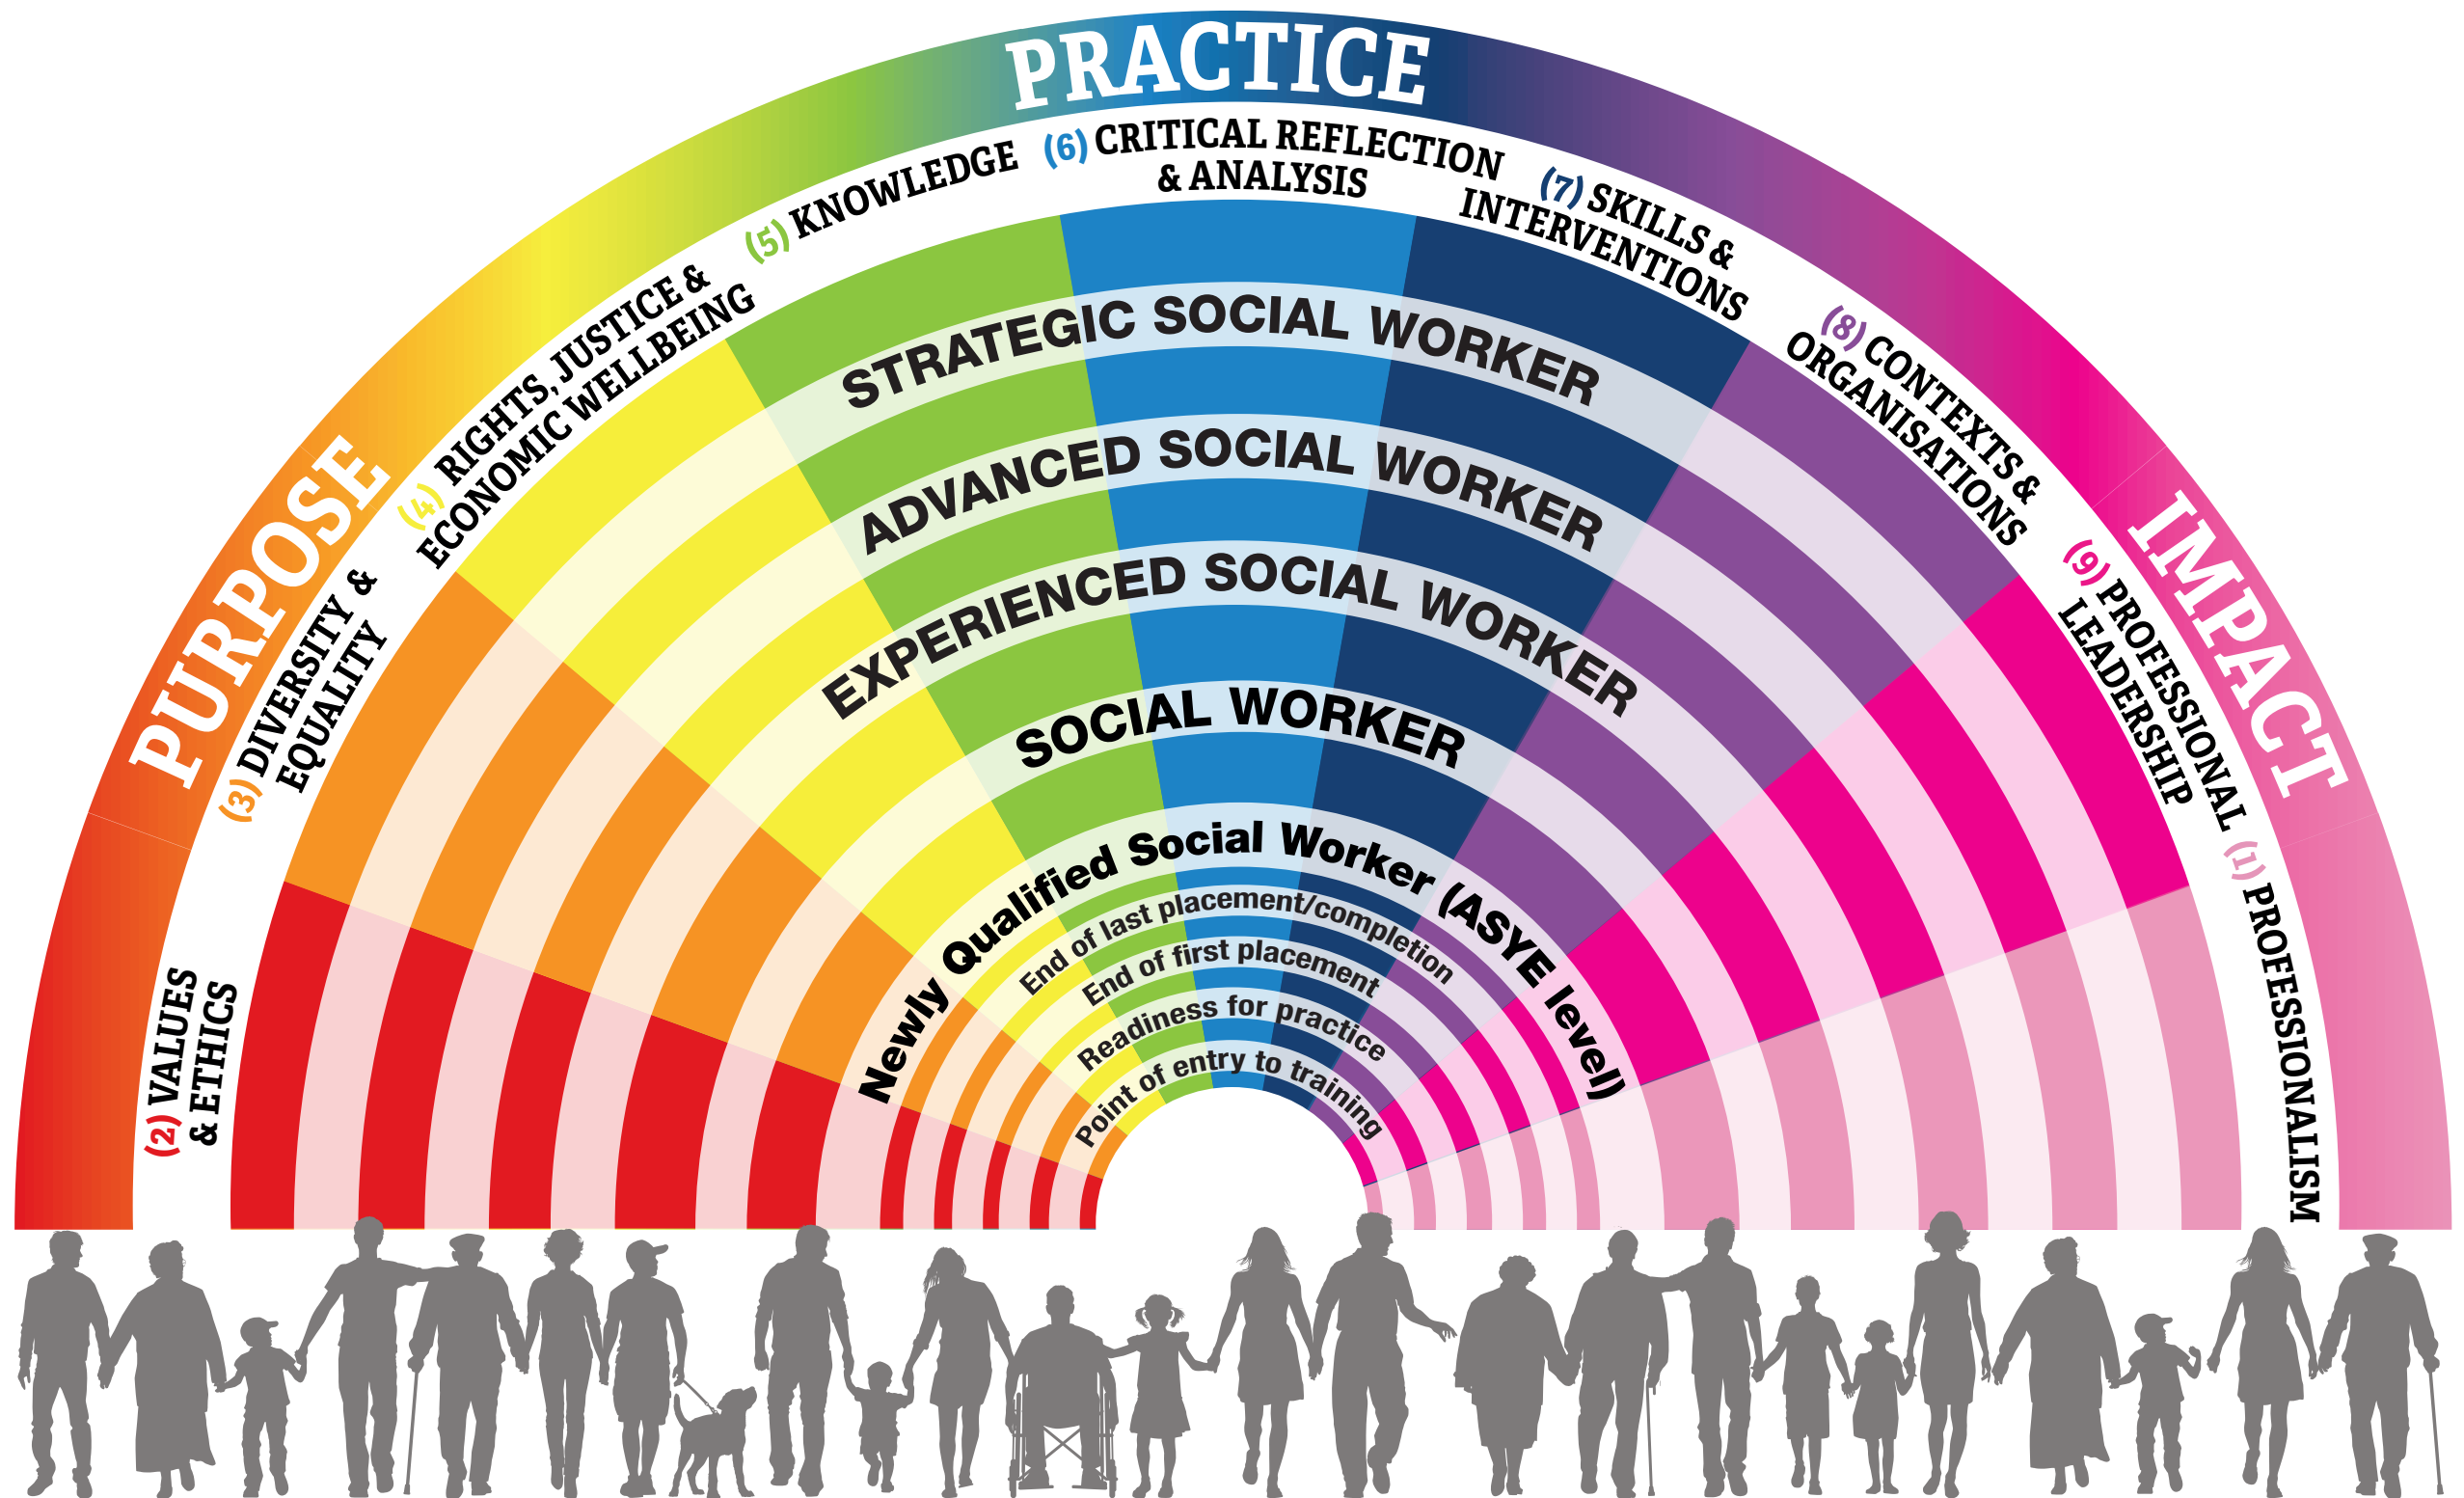 PRACTICE
PURPOSE
IMPACT
(2) VALUES
& ETHICS
(3) DIVERSITY &
EQUALITY
(4) RIGHTS, JUSTICE &
ECONOMIC WELLBEING
(5) KNOWLEDGE
(6) CRITICAL REFLECTION
& ANALYSIS
(7) SKILLS &
INTERVENTIONS
(8) CONTEXTS &
ORGANISATIONS
(9) PROFESSIONAL
LEADERSHIP
(1) PROFESSIONALISM
STRATEGIC SOCIAL WORKER
ADVANCED SOCIAL WORKER
EXPERIENCED SOCIAL WORKER
SOCIAL WORKER
Newly Qualified Social Worker (ASYE level)
End of last placement/completion
End of first placement
Readiness for practice
Point of entry to training